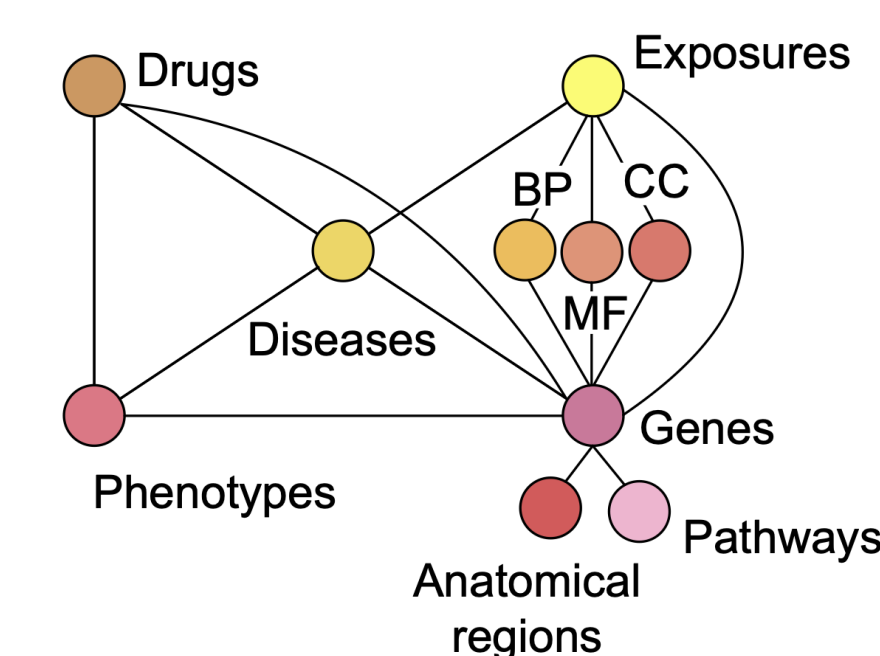 Drugs
Exposures
BP
CC
MF
Diseases
Genes
Phenotypes
Pathways
Anatomical
regions